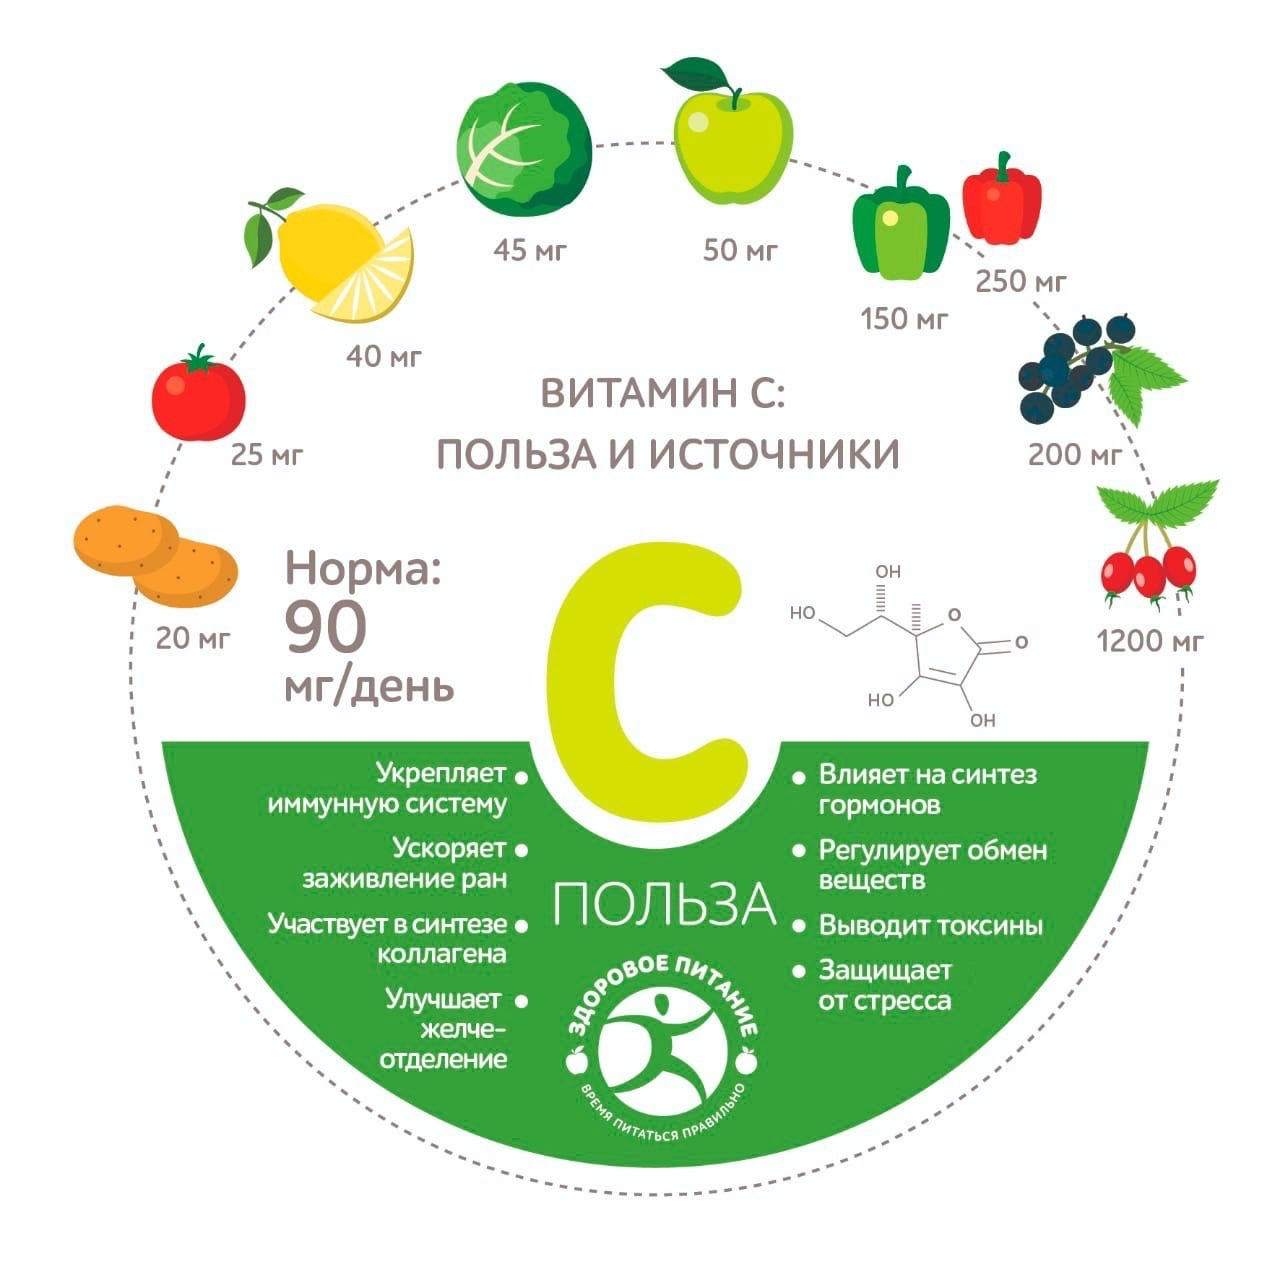 45 мг
50 мг
250 мг
150 мг
40 мг
ВИТАМИН С:
25 мг
ПОЛЬЗА И ИСТОЧНИКИ
200 мг
Норма:
90
мг/день
20 мг
1200 мг
OH
HO
O
O
HO
OH
С
Укрепляет
иммунную систему
Ускоряет
заживление ран
Участвует в синтезе
коллагена
Улучшает
желче-
отделение
ПОЛЬЗА
Влияет на синтез
гормонов
Регулирует обмен
веществ
Выводит токсины
Защищает
от стресса
ЗДОРОВОЕ ПИТАНИЕ
ВРЕМЯ ПИТАТЬСЯ ПРАВИЛЬНО